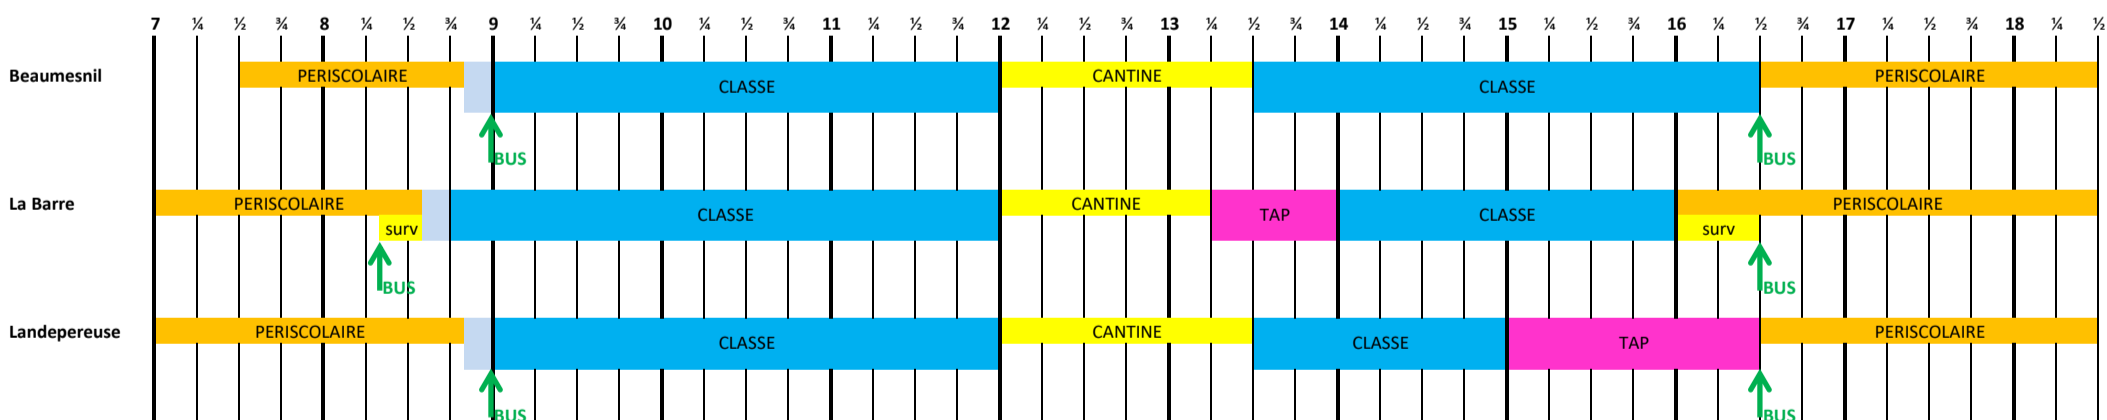 7 ¼ ½ ¾ 8 ¼ ½ ¾ 9 ¼ ½ ¾ 10 ¼ ½ ¾ 11 ¼ ½ ¾ 12 ¼ ½ ¾ 13 ¼ ½ ¾ 14 ¼ ½ ¾ 15 ¼ ½ ¾ 16 ¼ ½ ¾ 17 ¼ ½ ¾ 18 ¼ ½
Beaumesnil PERISCOLAIRE CLASSE CANTINE CLASSE PERISCOLAIRE
BUS BUS
La Barre PERISCOLAIRE CLASSE CANTINE TAP CLASSE PERISCOLAIRE
surv surv
BUS BUS
Landepereuse PERISCOLAIRE CLASSE CANTINE CLASSE TAP PERISCOLAIRE
BUS BUS